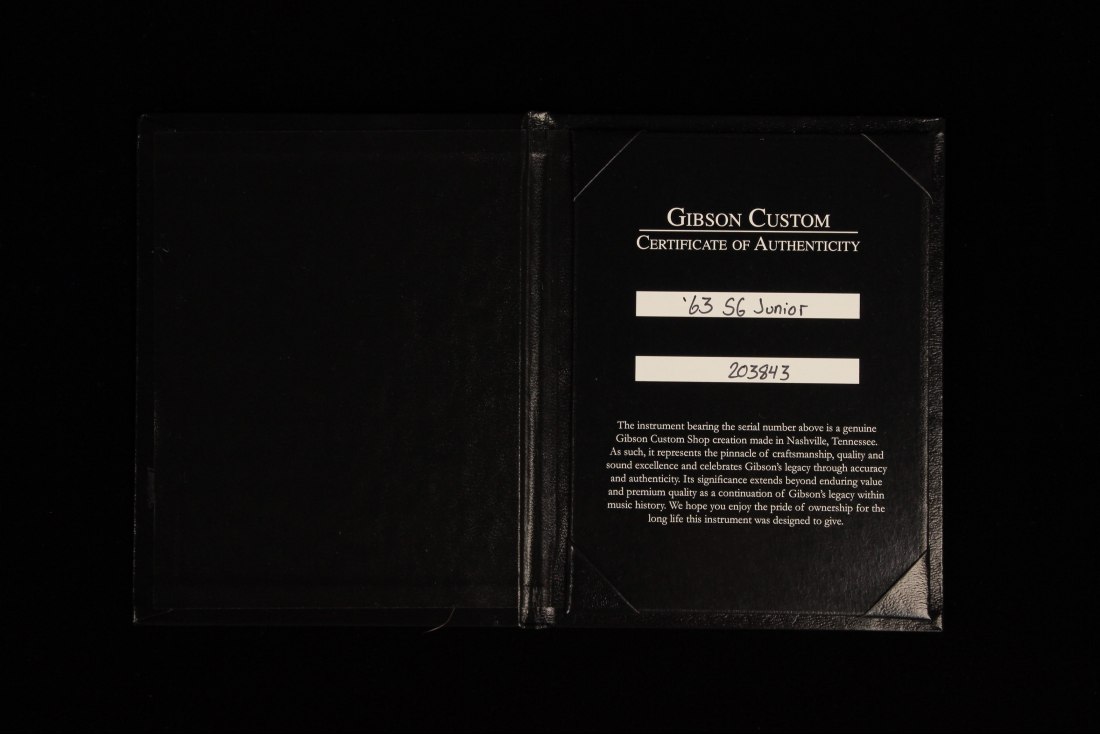 GIBSON CUSTOM
CERTIFICATE OF AUTHENTICITY
'63 SG Junior
203843
The instrument bearing the serial number above is a genuine
Gibson Custom Shop creation made in Nashville, Tennessee.
As such, it represents the pinnacle of craftsmanship, quality and
sound excellence and celebrates Gibson's legacy through accuracy
and authenticity. Its significance extends beyond enduring value
and premium quality as a continuation of Gibson's legacy within
music history. We hope you enjoy the pride of ownership for the
long life this instrument was designed to give.